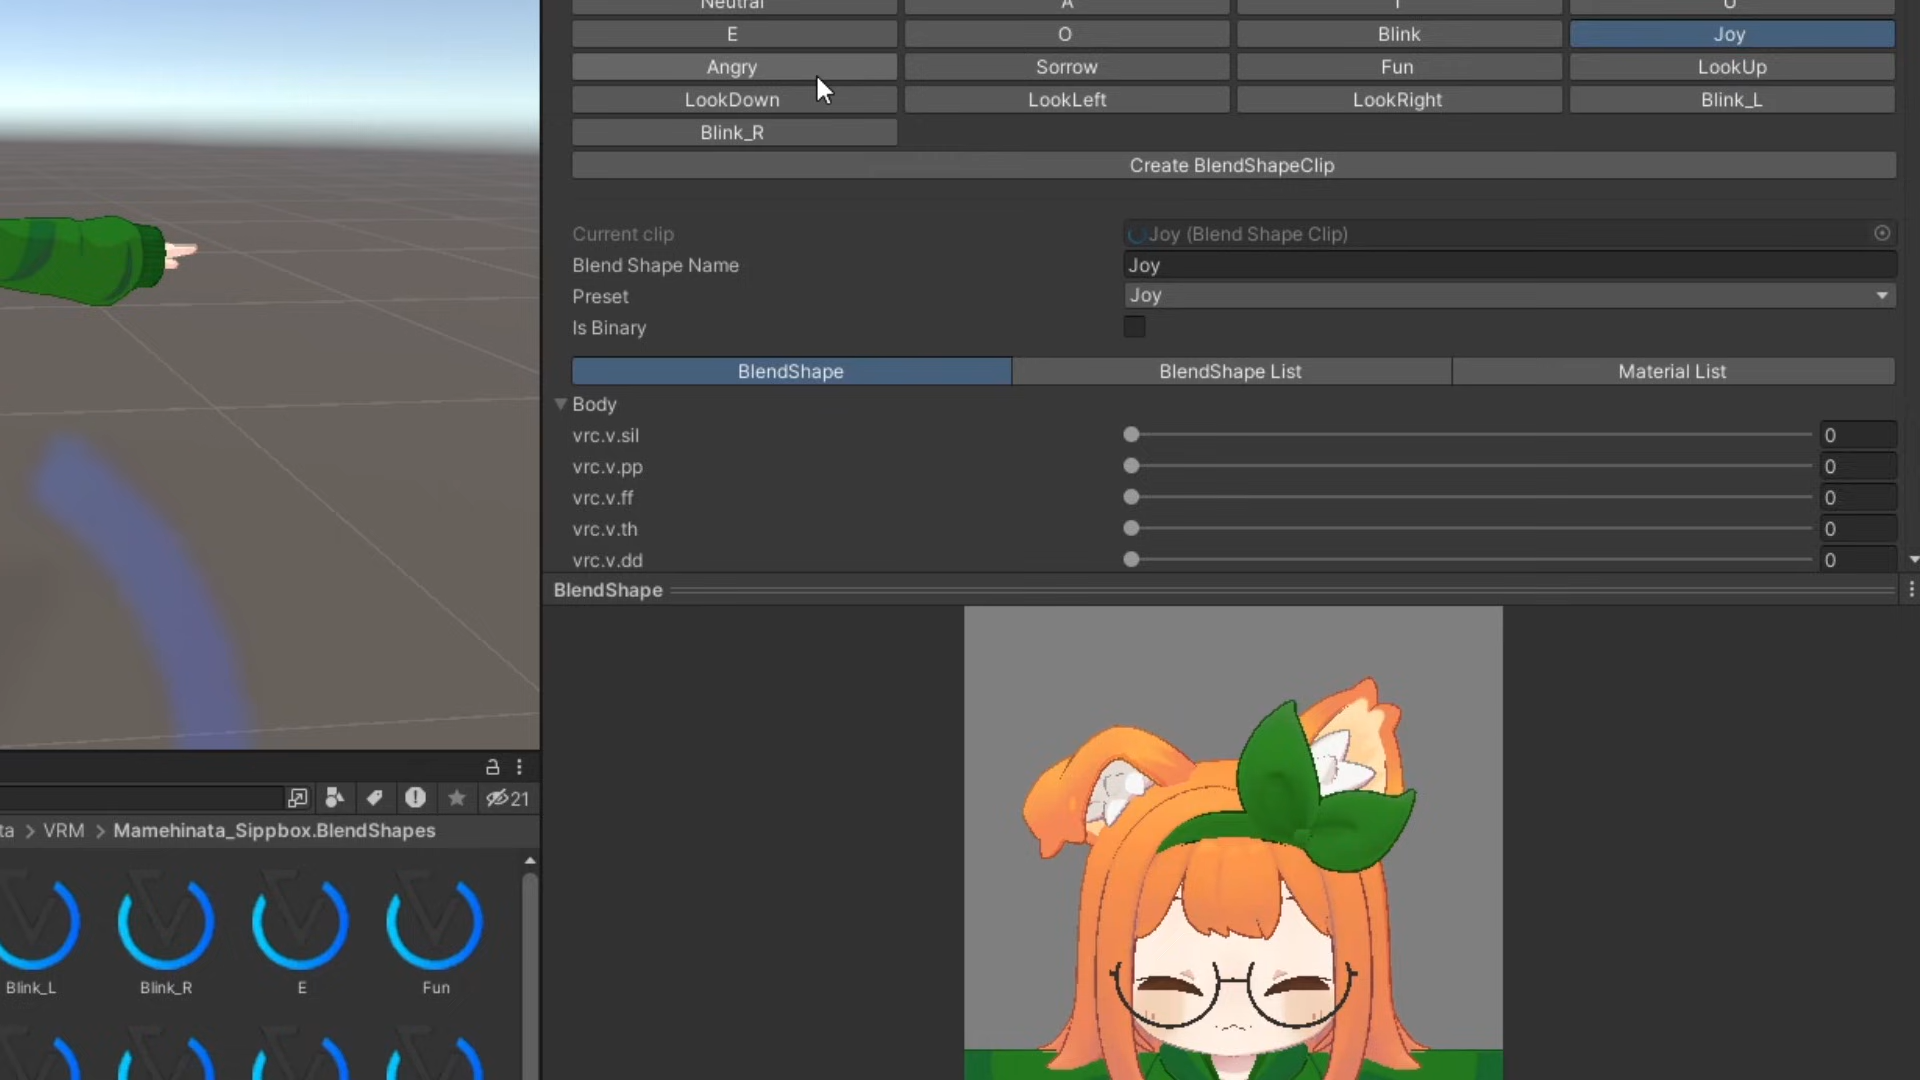 Neutral A I U
E O Blink Joy
Angry Sorrow Fun LookUp
LookDown LookLeft LookRight Blink_L
Blink_R
Create BlendShapeClip
Current clip Joy (Blend Shape Clip)
Blend Shape Name Joy
Preset Joy
Is Binary
BlendShape BlendShape List Material List
Body
vrc.v.sil 0
vrc.v.pp 0
vrc.v.ff 0
vrc.v.th 0
vrc.v.dd 0
BlendShape
21
ta > VRM > Mamehinata_Sippbox.BlendShapes
Blink_L Blink_R E Fun